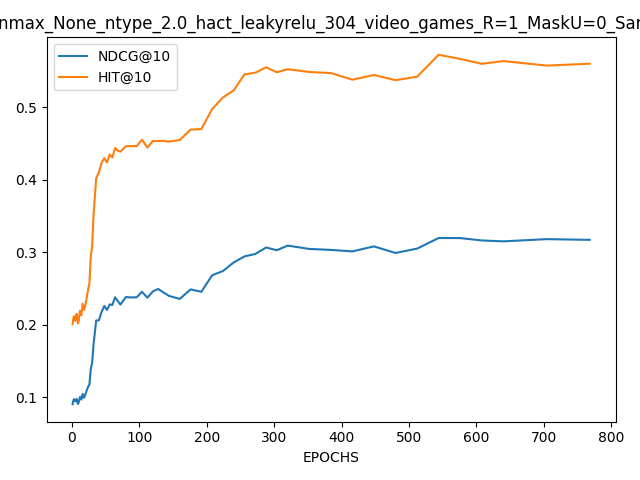 nmax_None_ntype_2.0_hact_leakyrelu_304_video_games_R=1_MaskU=0_Sar
NDCG@10
HIT@10
0.5
0.4
0.3
0.2
0.1
0 100 200 300 400 500 600 700 800
EPOCHS